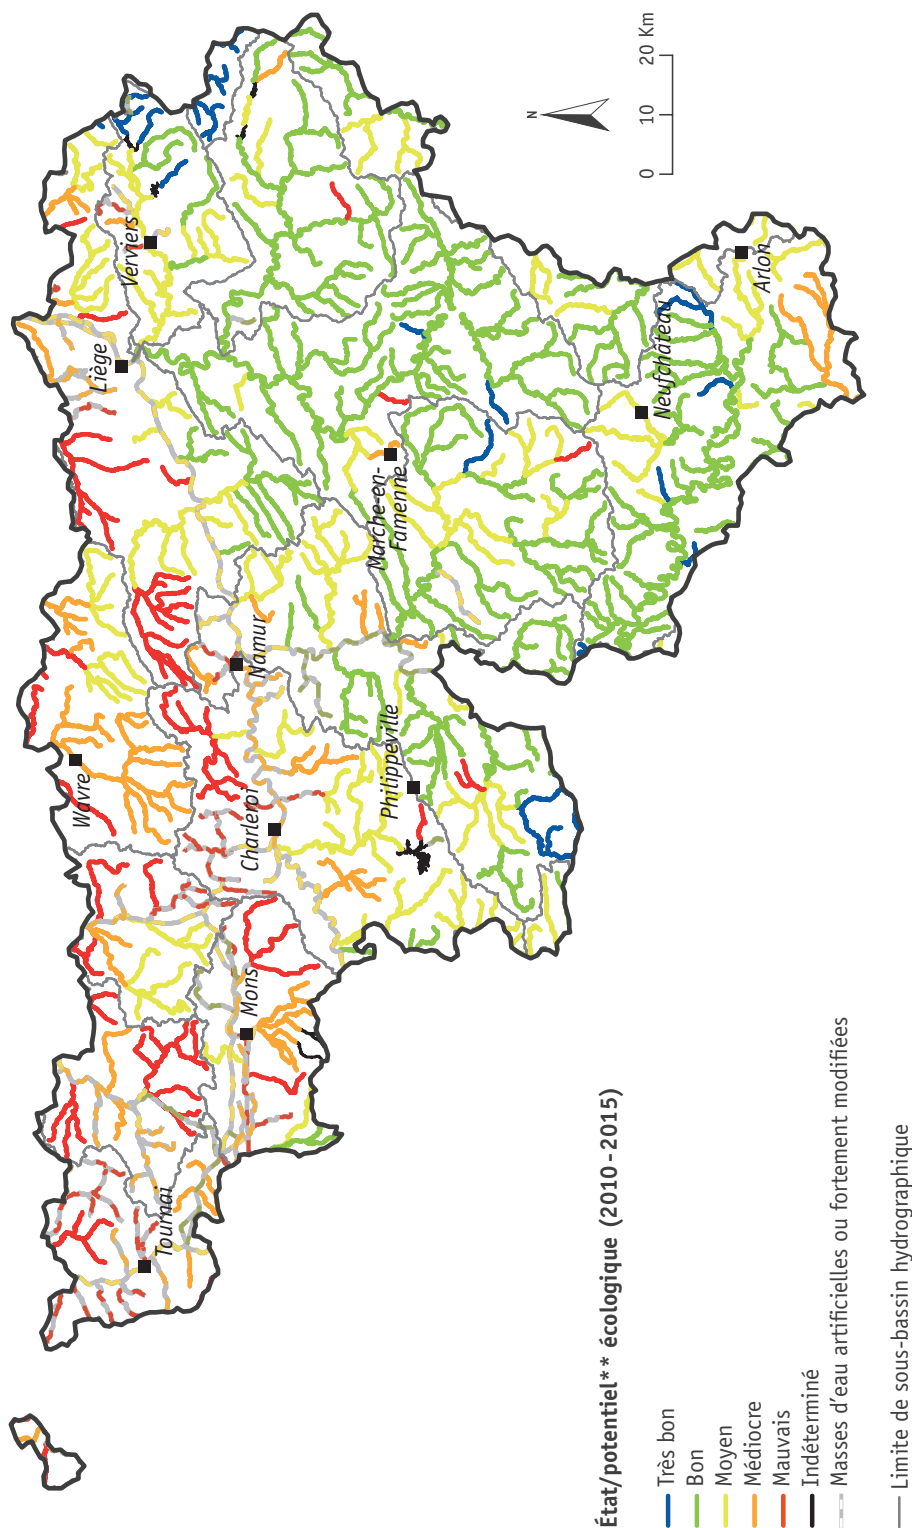 Tournai
Mons
Charleroi
Wavre
Namur
Philippeville
Marche-en-
Famenne
Liège
Verviers
Neufchâteau
Arlon
N
0 10 20 Km
État/potentiel** écologique (2010-2015)
Très bon
Bon
Moyen
Médiocre
Mauvais
Indéterminé
Masses d'eau artificielles ou fortement modifiées
Limite de sous-bassin hydrographique